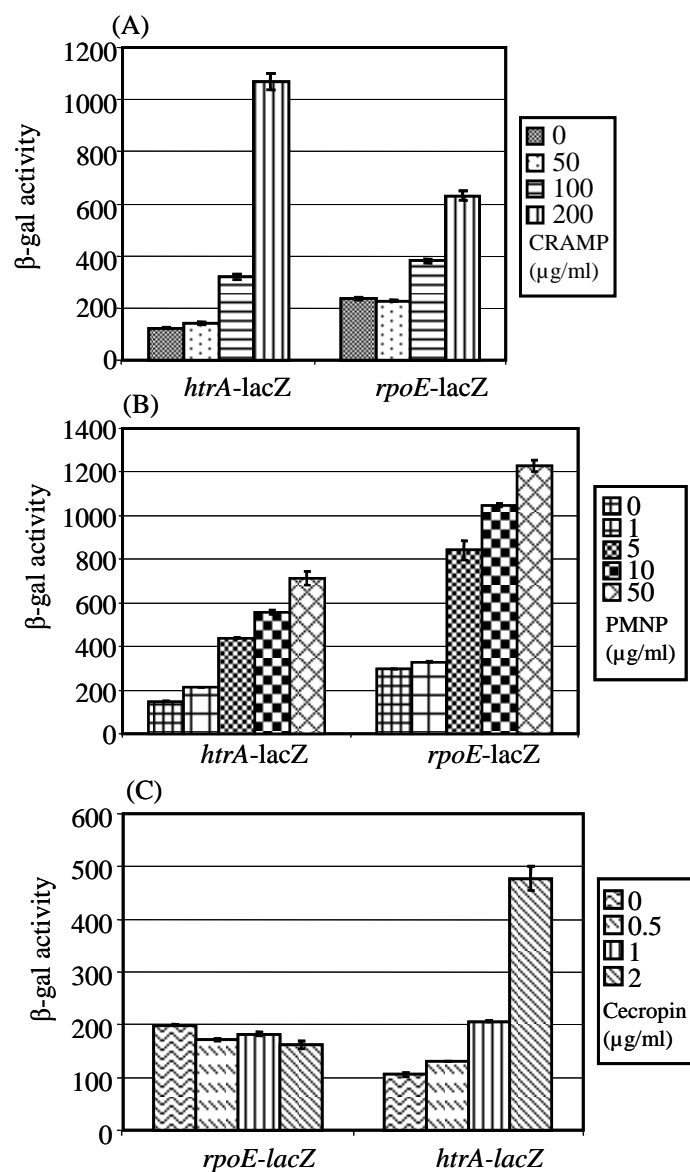 (A)
1200
1000
800
600
400
200
0
β-gal activity
htrA-lacZ
rpoE-lacZ
0
50
100
200
CRAMP
(µg/ml)
(B)
1400
1200
1000
800
600
400
200
0
β-gal activity
htrA-lacZ
rpoE-lacZ
0
1
5
10
50
PMNP
(µg/ml)
(C)
600
500
400
300
200
100
0
β-gal activity
rpoE-lacZ
htrA-lacZ
0
0.5
1
2
Cecropin
(µg/ml)